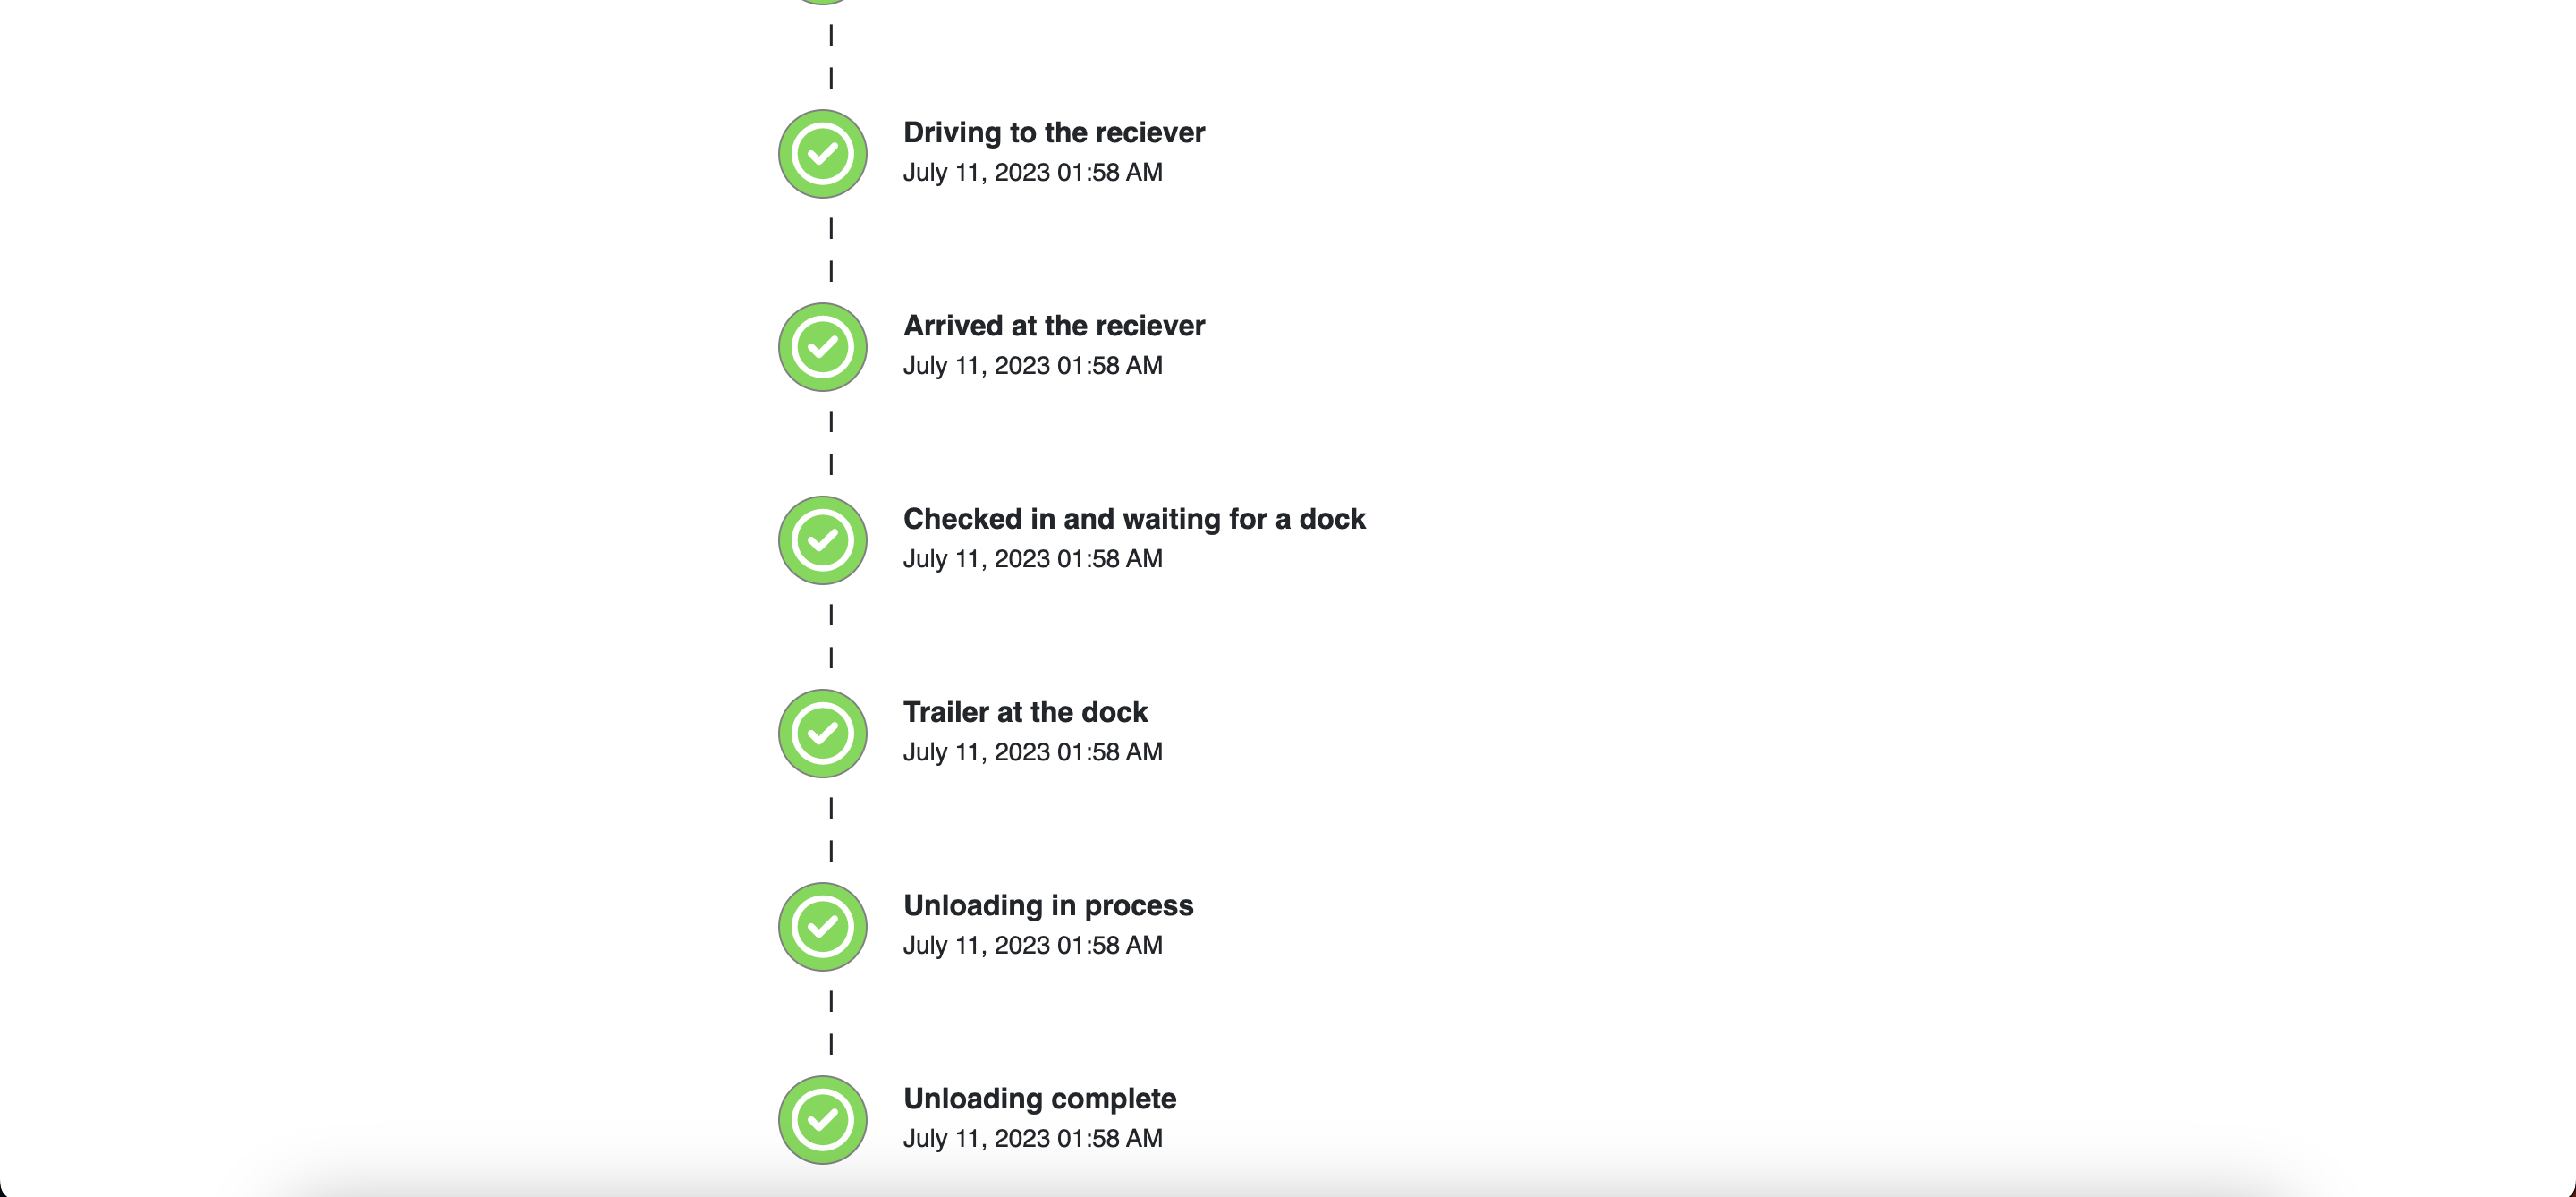 Driving to the reciever
July 11, 2023 01:58 AM
Arrived at the reciever
July 11, 2023 01:58 AM
Checked in and waiting for a dock
July 11, 2023 01:58 AM
Trailer at the dock
July 11, 2023 01:58 AM
Unloading in process
July 11, 2023 01:58 AM
Unloading complete
July 11, 2023 01:58 AM